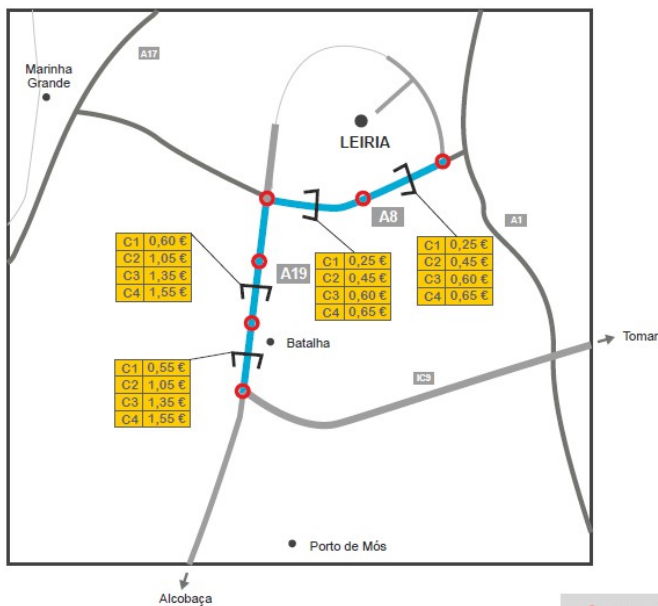 A17
Marinha
Grande
LEIRIA
A8
A1
C1 0,60 €
C2 1,05 €
C3 1,35 €
C4 1,55 €
A19
C1 0,25 €
C2 0,45 €
C3 0,60 €
C4 0,65 €
C1 0,25 €
C2 0,45 €
C3 0,60 €
C4 0,65 €
Batalha
Tomar
C1 0,55 €
C2 1,05 €
C3 1,35 €
C4 1,55 €
Porto de Mós
Alcobaça